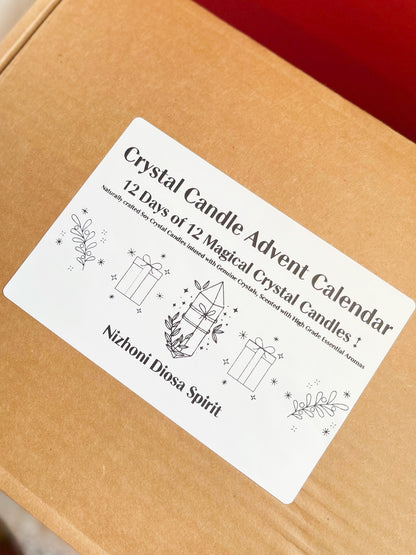 Crystal Candle Advent Calendar
12 Days of 12 Magical Crystal Candles !
Naturally crafted Soy Crystal Candles infused with Genuine Crystals, Scented with High Grade Essential Aromas
Nizhoni Diosa Spirit